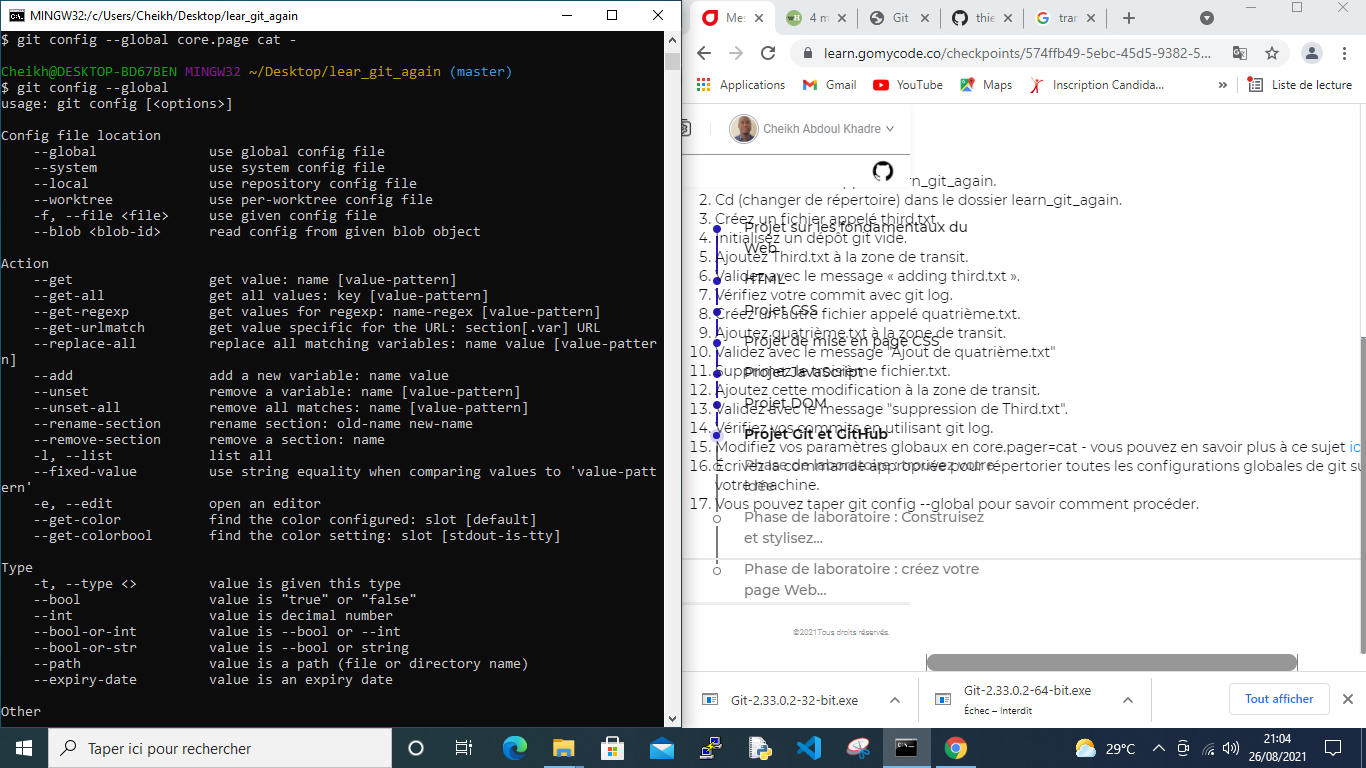 MINGW32:/c/Users/Cheikh/Desktop/lear_git_again
$ git config --global core.page cat -
Cheikh@DESKTOP-BD67BEN MINGW32 ~/Desktop/lear_git_again (master)
$ git config --global
usage: git config [<options>]
Config file location
--global use global config file
--system use system config file
--local use repository config file
--worktree use per-worktree config file
-f, --file <file> use given config file
--blob <blob-id> read config from given blob object
Action
--get get value: name [value-pattern]
--get-all get all values: key [value-pattern]
--get-regexp get values for regexp: name-regex [value-pattern]
--get-urlmatch get value specific for the URL: section[.var] URL
--replace-all replace all matching variables: name value [value-patter
n]
--add add a new variable: name value
--unset remove a variable: name [value-pattern]
--unset-all remove all matches: name [value-pattern]
--rename-section rename section: old-name new-name
--remove-section remove a section: name
-l, --list list all
--fixed-value use string equality when comparing values to 'value-patt
ern'
-e, --edit open an editor
--get-color find the color configured: slot [default]
--get-colorbool find the color setting: slot [stdout-is-tty]
Type
-t, --type <> value is given this type
--bool value is "true" or "false"
--int value is decimal number
--bool-or-int value is --bool or --int
--bool-or-str value is --bool or string
--path value is a path (file or directory name)
--expiry-date value is an expiry date
Other
Mes
4 m
Git
thie
tran
learn.gomycode.co/checkpoints/574ffb49-5ebc-45d5-9382-5...
Applications Gmail YouTube Maps Inscription Candida... » Liste de lecture
Cheikh Abdoul Khadre
rn_git_again.
2. Cd (changer de répertoire) dans le dossier learn_git_again.
3. Créez un fichier appelé third.txt
4. Initialisez un dépôt git vide.
5. Ajoutez Third.txt à la zone de transit.
6. Validez avec le message « adding third.txt ».
7. Vérifiez votre commit avec git log.
8. Créez un autre fichier appelé quatrième.txt.
9. Ajoutez quatrième.txt à la zone de transit.
10. Validez avec le message "Ajout de quatrième.txt"
11. Supprimez le troisième fichier.txt.
12. Ajoutez cette modification à la zone de transit.
13. Validez avec le message "suppression de Third.txt".
14. Vérifiez vos commits en utilisant git log.
15. Modifiez vos paramètres globaux en core.pager=cat - vous pouvez en savoir plus à ce sujet ic
16. Écrivez la commande appropriée pour répertorier toutes les configurations globales de git su
votre machine.
17. Vous pouvez taper git config --global pour savoir comment procéder.
Projet sur les fondamentaux du
Web
HTML
Projet CSS
Projet de mise en page CSS
Projet JavaScript
Projet DOM
Projet Git et GitHub
Phase de laboratoire : trouvez votre
idée
Phase de laboratoire : Construisez
et stylisez...
Phase de laboratoire : créez votre
page Web...
©2021Tous droits réservés.
Git-2.33.0.2-32-bit.exe
Git-2.33.0.2-64-bit.exe
Échec – Interdit
Tout afficher
Taper ici pour rechercher
29°C
21:04
26/08/2021